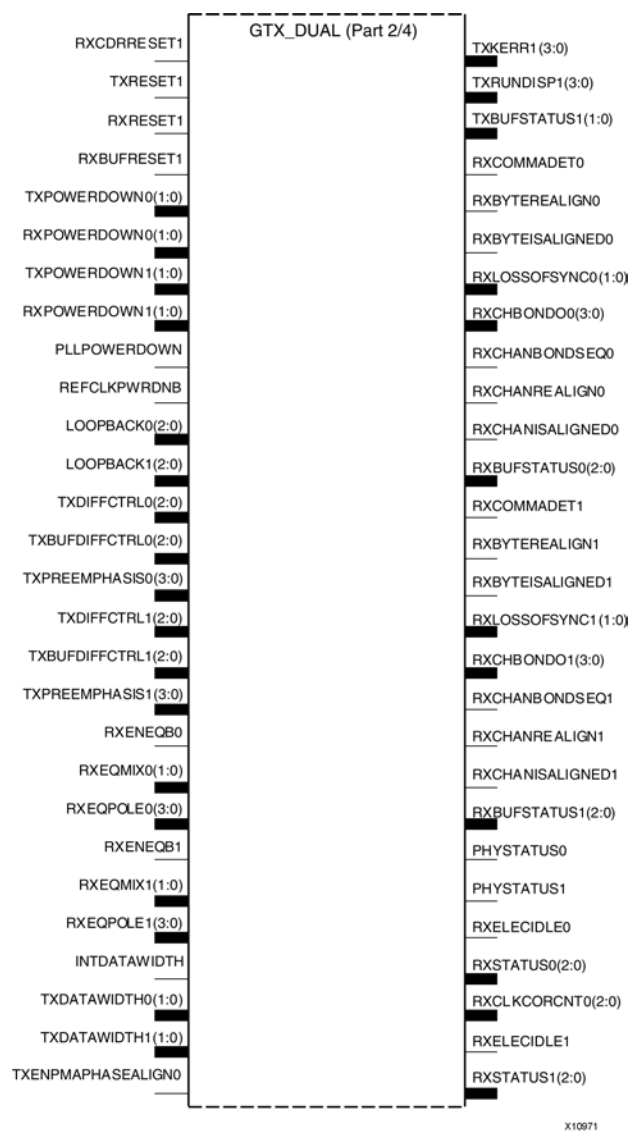 GTX_DUAL (Part 2/4)
RXCDRRESET1
TXRESET1
RXRESET1
RXBUFRESET1
TXPOWERDOWN0(1:0)
RXPOWERDOWN0(1:0)
TXPOWERDOWN1(1:0)
RXPOWERDOWN1(1:0)
PLLPOWERDOWN
REFCLKPWRDNB
LOOPBACK0(2:0)
LOOPBACK1(2:0)
TXDIFFCTRL0(2:0)
TXBUFDIFFCTRL0(2:0)
TXPREEMPHASIS0(3:0)
TXDIFFCTRL1(2:0)
TXBUFDIFFCTRL1(2:0)
TXPREEMPHASIS1(3:0)
RXENEQB0
RXEQMIX0(1:0)
RXEQPOLE0(3:0)
RXENEQB1
RXEQMIX1(1:0)
RXEQPOLE1(3:0)
INTDATAWIDTH
TXDATAWIDTH0(1:0)
TXDATAWIDTH1(1:0)
TXENPMAPHASEALIGN0
TXKERR1(3:0)
TXRUNDISP1(3:0)
TXBUFSTATUS1(1:0)
RXCOMMADET0
RXBYTEREALIGN0
RXBYTEISALIGNED0
RXLOSSOFSYNC0(1:0)
RXCHBONDO0(3:0)
RXCHANBONDSEQ0
RXCHANREALIGN0
RXCHANISALIGNED0
RXBUFSTATUS0(2:0)
RXCOMMADET1
RXBYTEREALIGN1
RXBYTEISALIGNED1
RXLOSSOFSYNC1(1:0)
RXCHBONDO1(3:0)
RXCHANBONDSEQ1
RXCHANREALIGN1
RXCHANISALIGNED1
RXBUFSTATUS1(2:0)
PHYSTATUS0
PHYSTATUS1
RXELECIDLE0
RXSTATUS0(2:0)
RXCLKCORCNT0(2:0)
RXELECIDLE1
RXSTATUS1(2:0)
X10971